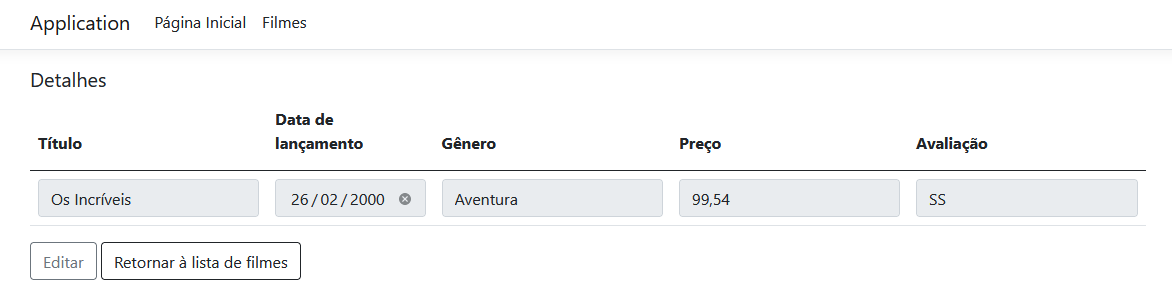 Application Página Inicial Filmes
Detalhes
Título Data de lançamento Gênero Preço Avaliação
Os Incríveis 26/02/2000 Aventura 99,54 SS
Editar Retornar à lista de filmes